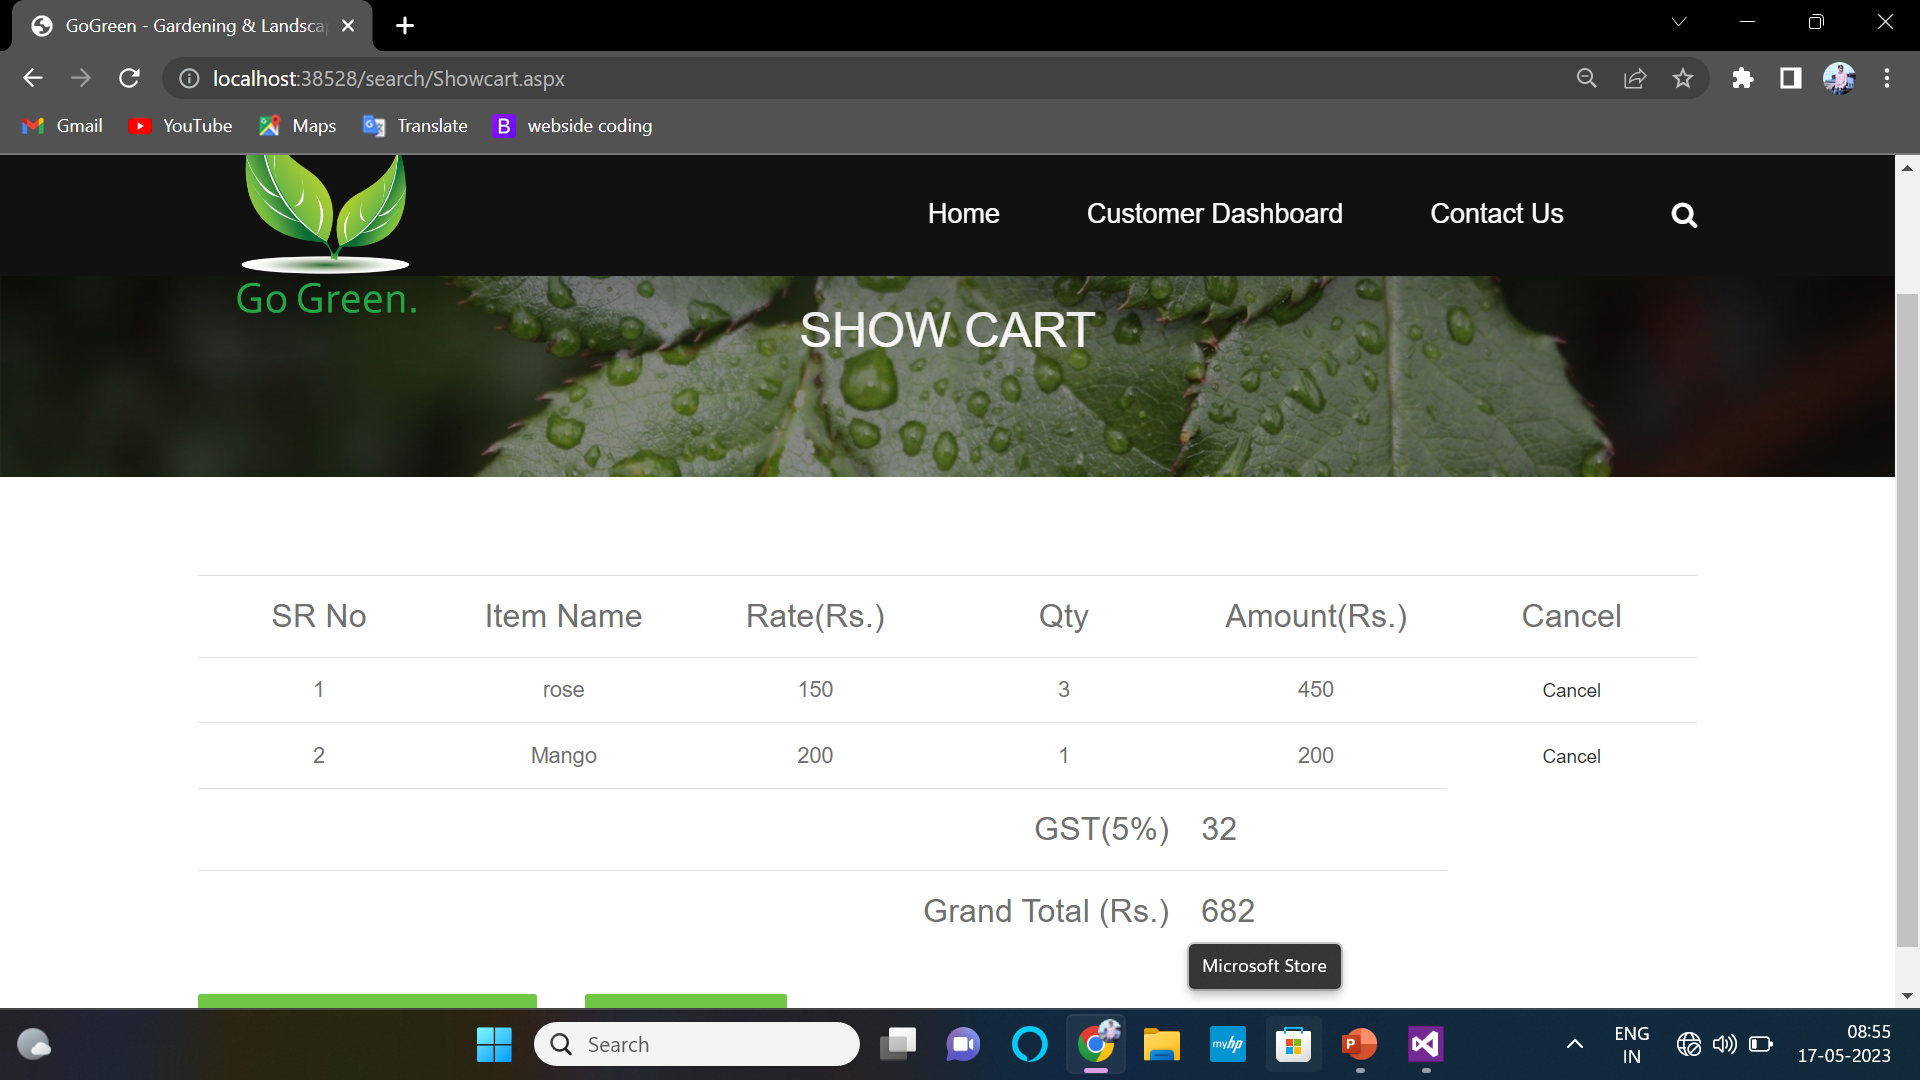 GoGreen - Gardening & Landsca
localhost:38528/search/Showcart.aspx
Gmail YouTube Maps Translate B webside coding
Home Customer Dashboard Contact Us
Go Green.
SHOW CART
SR No Item Name Rate(Rs.) Qty Amount(Rs.) Cancel
1 rose 150 3 450 Cancel
2 Mango 200 1 200 Cancel
GST(5%) 32
Grand Total (Rs.) 682
Microsoft Store
Search
myhp
P
ENG
IN
08:55
17-05-2023